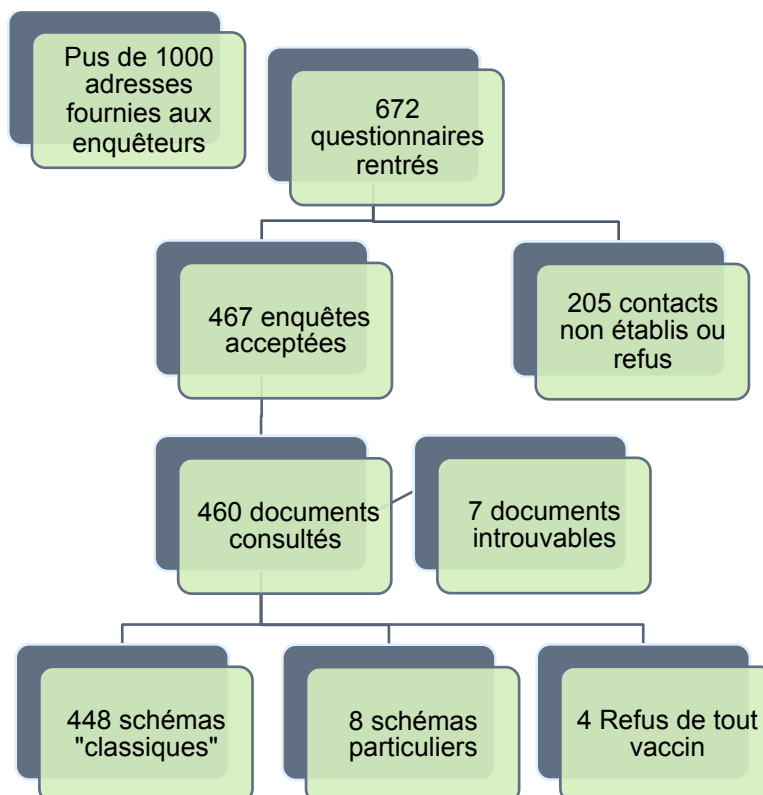 Pus de 1000
adresses
fournies aux
enquêteurs
672
questionnaires
rentrés
467 enquêtes
acceptées
205 contacts
non établis ou
refus
460 documents
consultés
7 documents
introuvables
448 schémas
"classiques"
8 schémas
particuliers
4 Refus de tout
vaccin